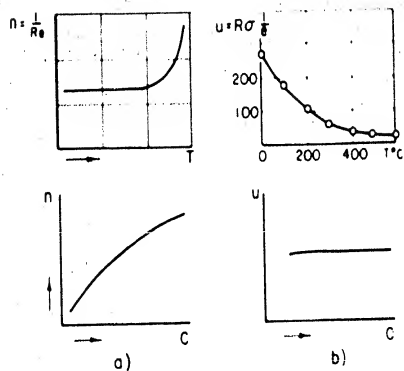 n = 1/Re
T
u = Rσ 1/e
200
100
0 200 400 T°C
n
C
a)
u
C
b)